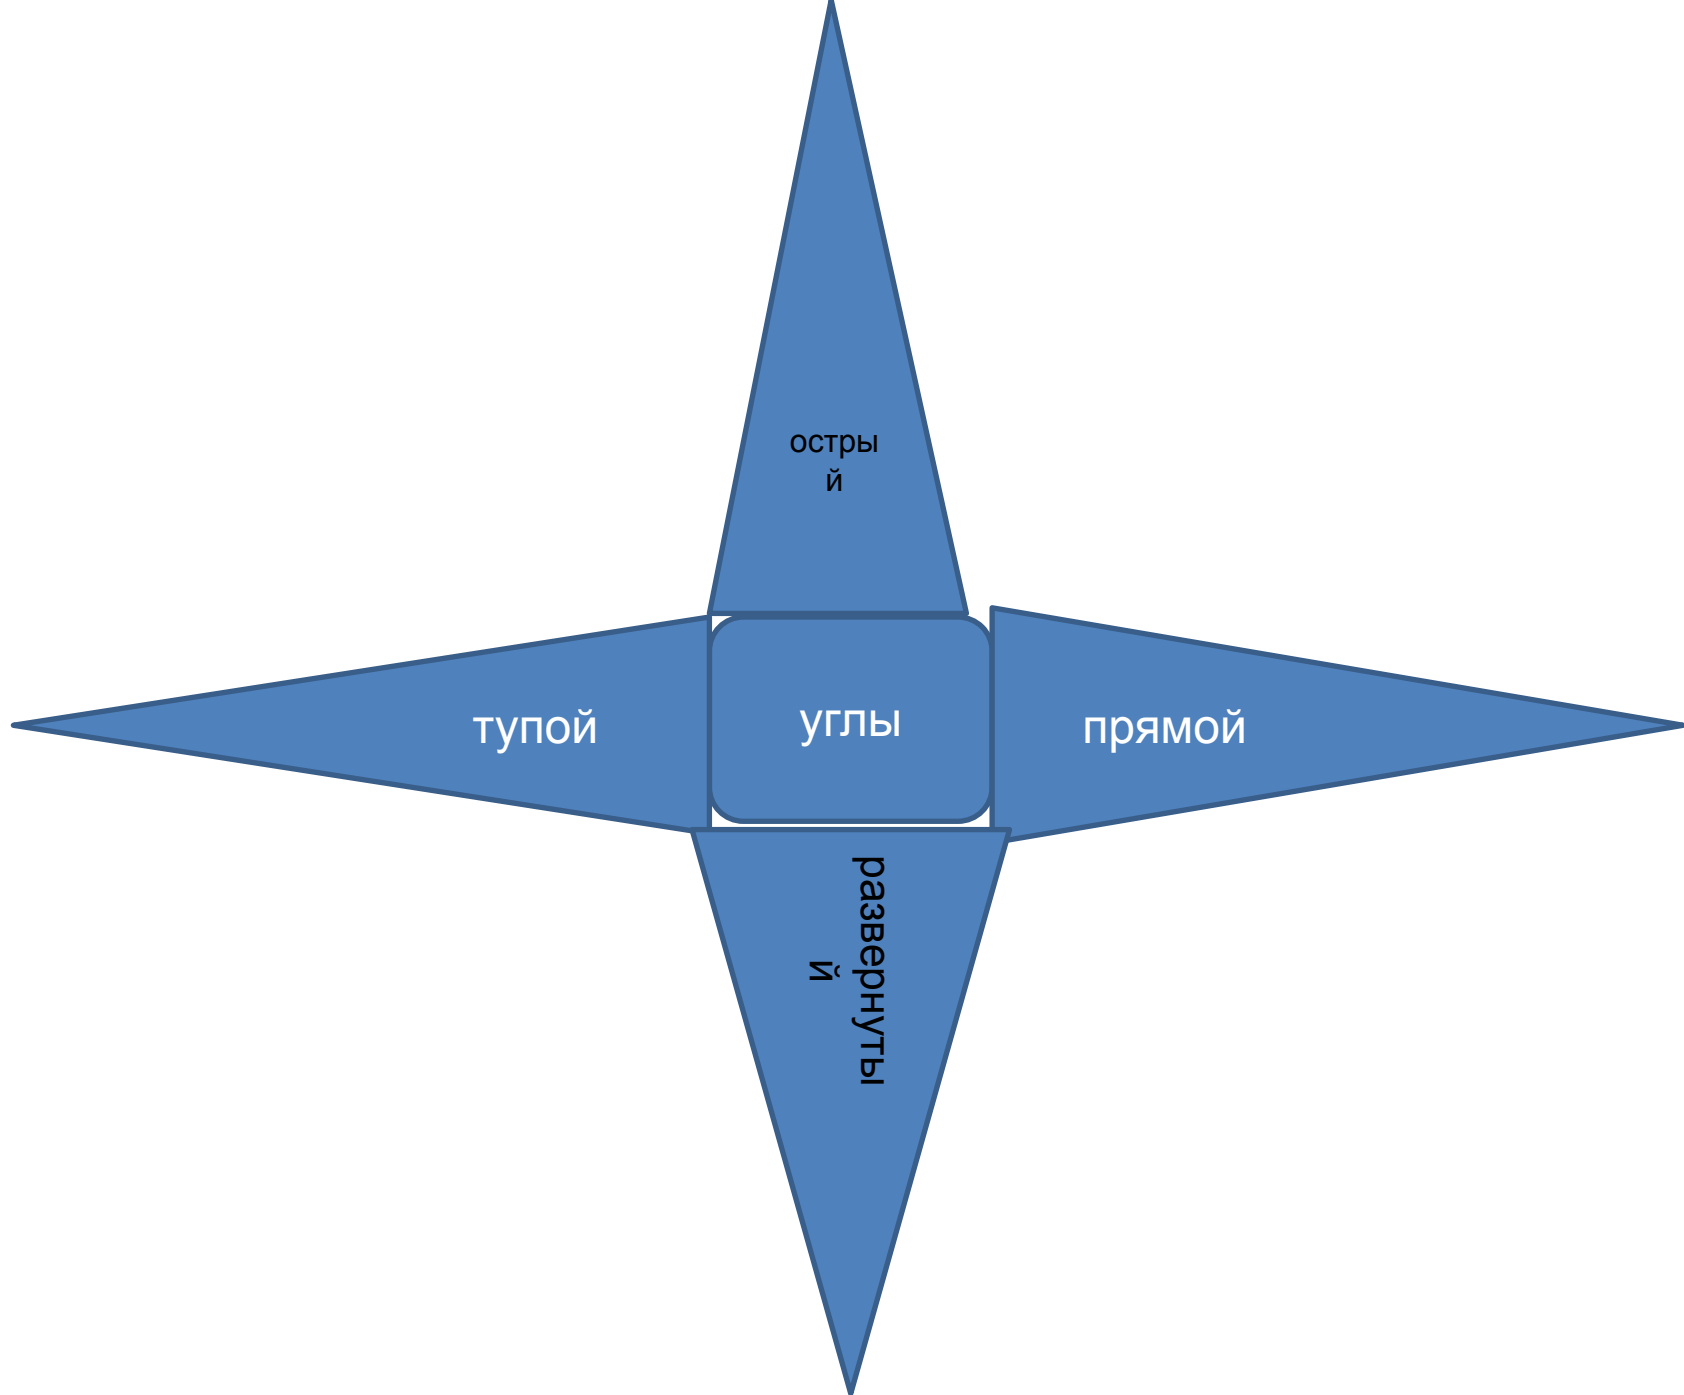 остры
й
тупой
углы
прямой
развернуты
й